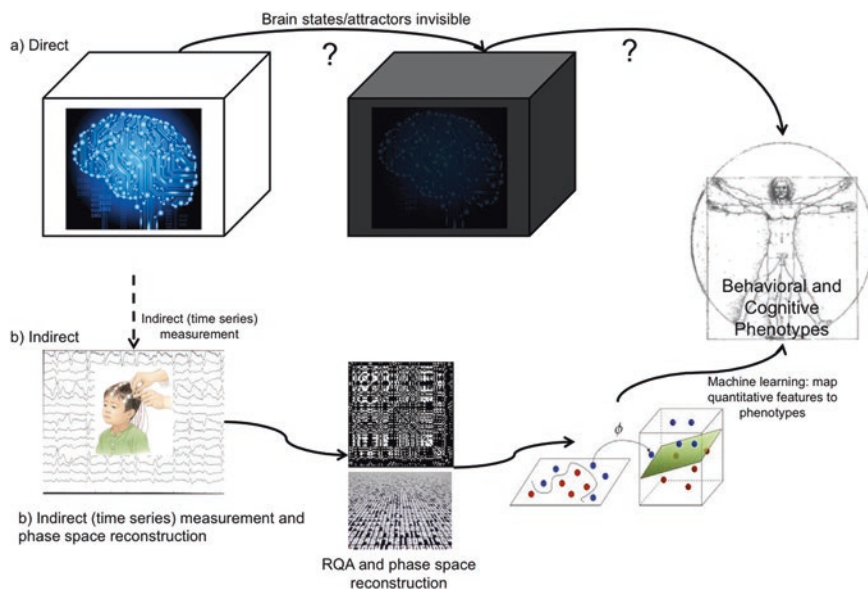 Brain states/attractors invisible
a) Direct
?
?
Behavioral and
Cognitive
Phenotypes
Indirect (time series)
measurement
b) Indirect
Machine learning: map
quantitative features to
phenotypes
ϕ
b) Indirect (time series) measurement and
phase space reconstruction
RQA and phase space
reconstruction